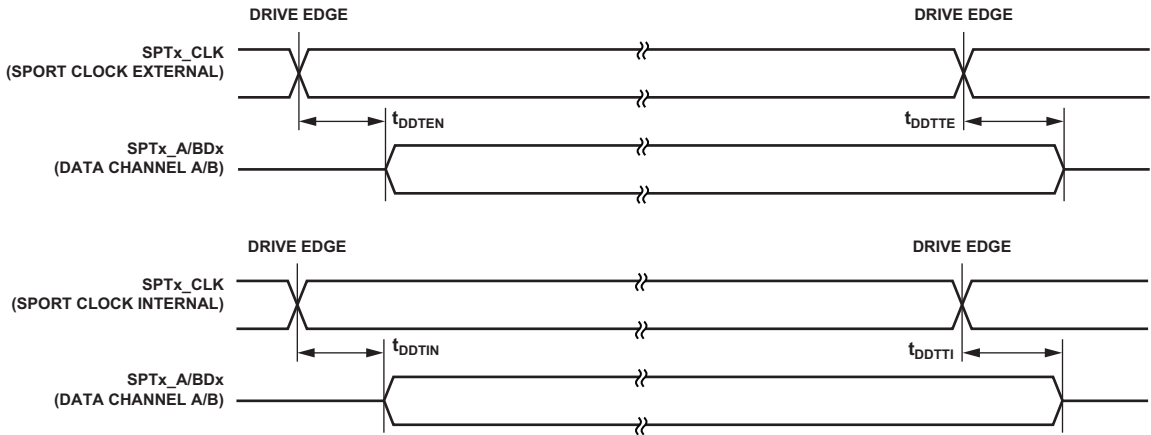 DRIVE EDGE DRIVE EDGE
SPTx_CLK
(SPORT CLOCK EXTERNAL)
tDDTEN tDDTTE
SPTx_A/BDx
(DATA CHANNEL A/B)
DRIVE EDGE DRIVE EDGE
SPTx_CLK
(SPORT CLOCK INTERNAL)
tDDTIN tDDTTI
SPTx_A/BDx
(DATA CHANNEL A/B)